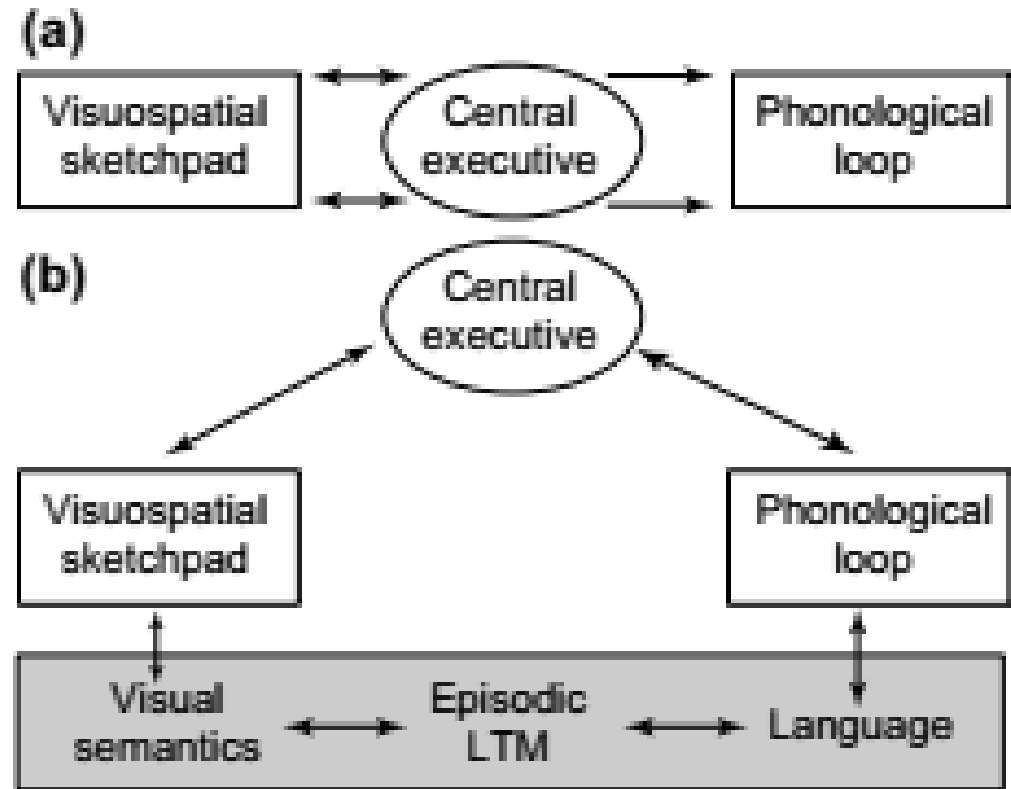 (a)
Visuospatial
sketchpad
Central
executive
Phonological
loop
(b)
Central
executive
Visuospatial
sketchpad
Phonological
loop
Visual
semantics
Episodic
LTM
Language